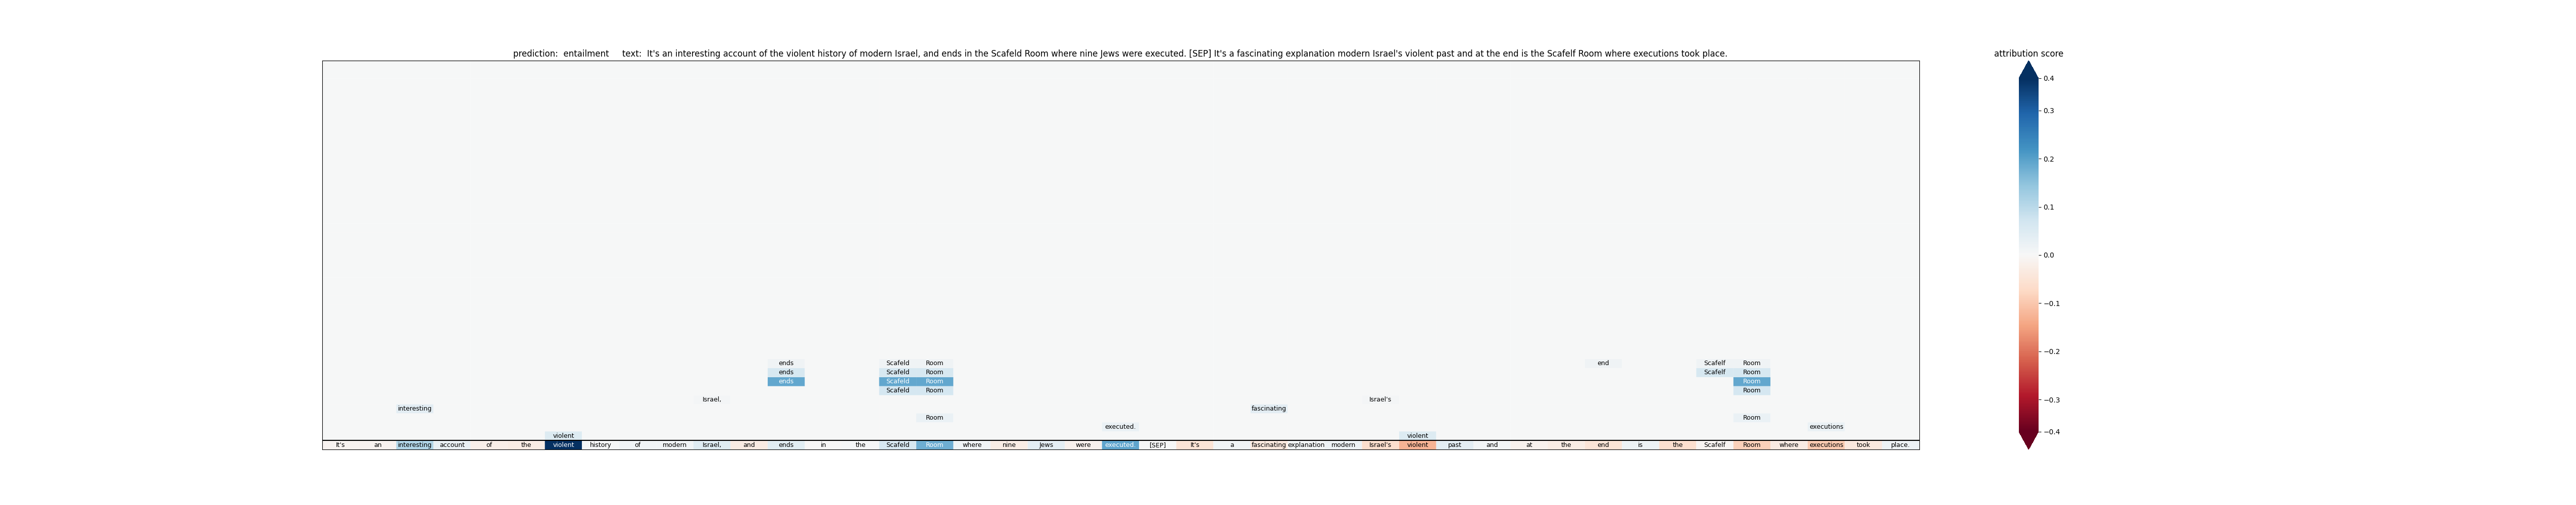 prediction:  entailment     text:  It's an interesting account of the violent history of modern Israel, and ends in the Scafeld Room where nine Jews were executed. [SEP] It's a fascinating explanation modern Israel's violent past and at the end is the Scafelf Room where executions took place.
attribution score
0.4
0.3
0.2
0.1
0.0
−0.1
−0.2
−0.3
−0.4
ends Scafeld Room end Scafelf Room
ends Scafeld Room Scafelf Room
ends Scafeld Room Room
Scafeld Room Room
Israel, Israel's
interesting fascinating
Room Room
executed. executions
violent violent
It's an interesting account of the violent history of modern Israel, and ends in the Scafeld Room where nine Jews were executed. [SEP] It's a fascinating explanation modern Israel's violent past and at the end is the Scafelf Room where executions took place.